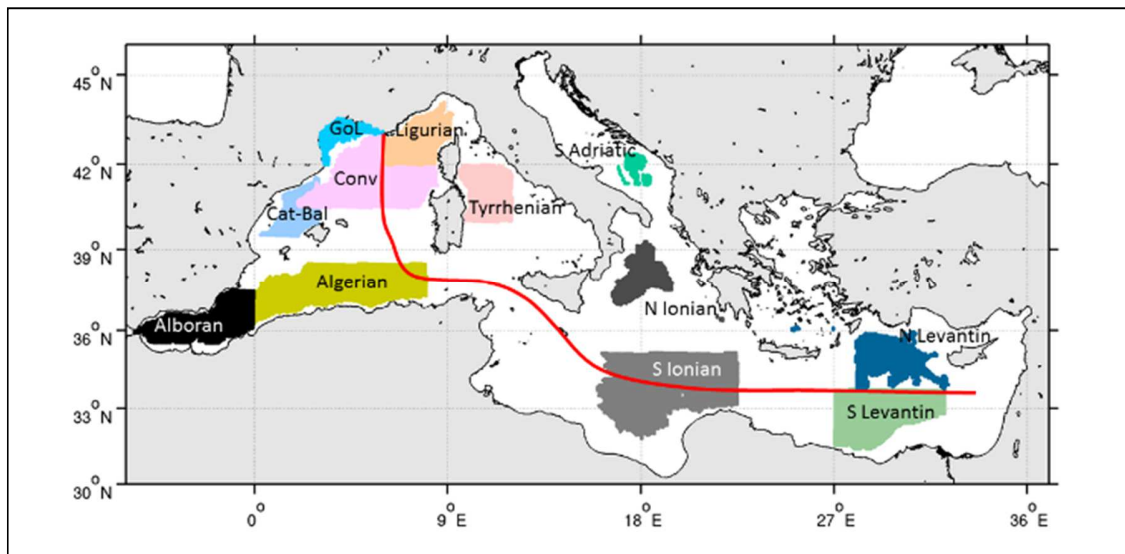 45° N
GoL
Ligurian
S Adriatic
42° N
Conv
Cat-Bal
Tyrrhenian
39° N
Algerian
N Ionian
Alboran
36° N
N Levantin
S Ionian
33° N
S Levantin
30° N
0°
9° E
18° E
27° E
36° E